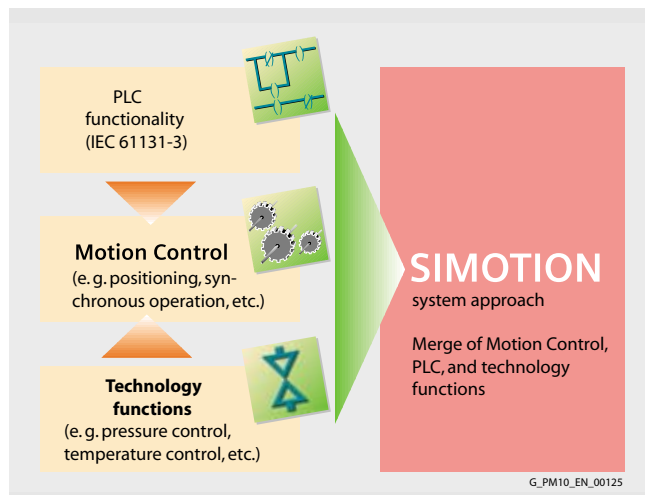 PLC
functionality
(IEC 61131-3)
Motion Control
(e. g. positioning, syn-
chronous operation, etc.)
Technology
functions
(e. g. pressure control,
temperature control, etc.)
SIMOTION
system approach
Merge of Motion Control,
PLC, and technology
functions
G_PM10_EN_00125